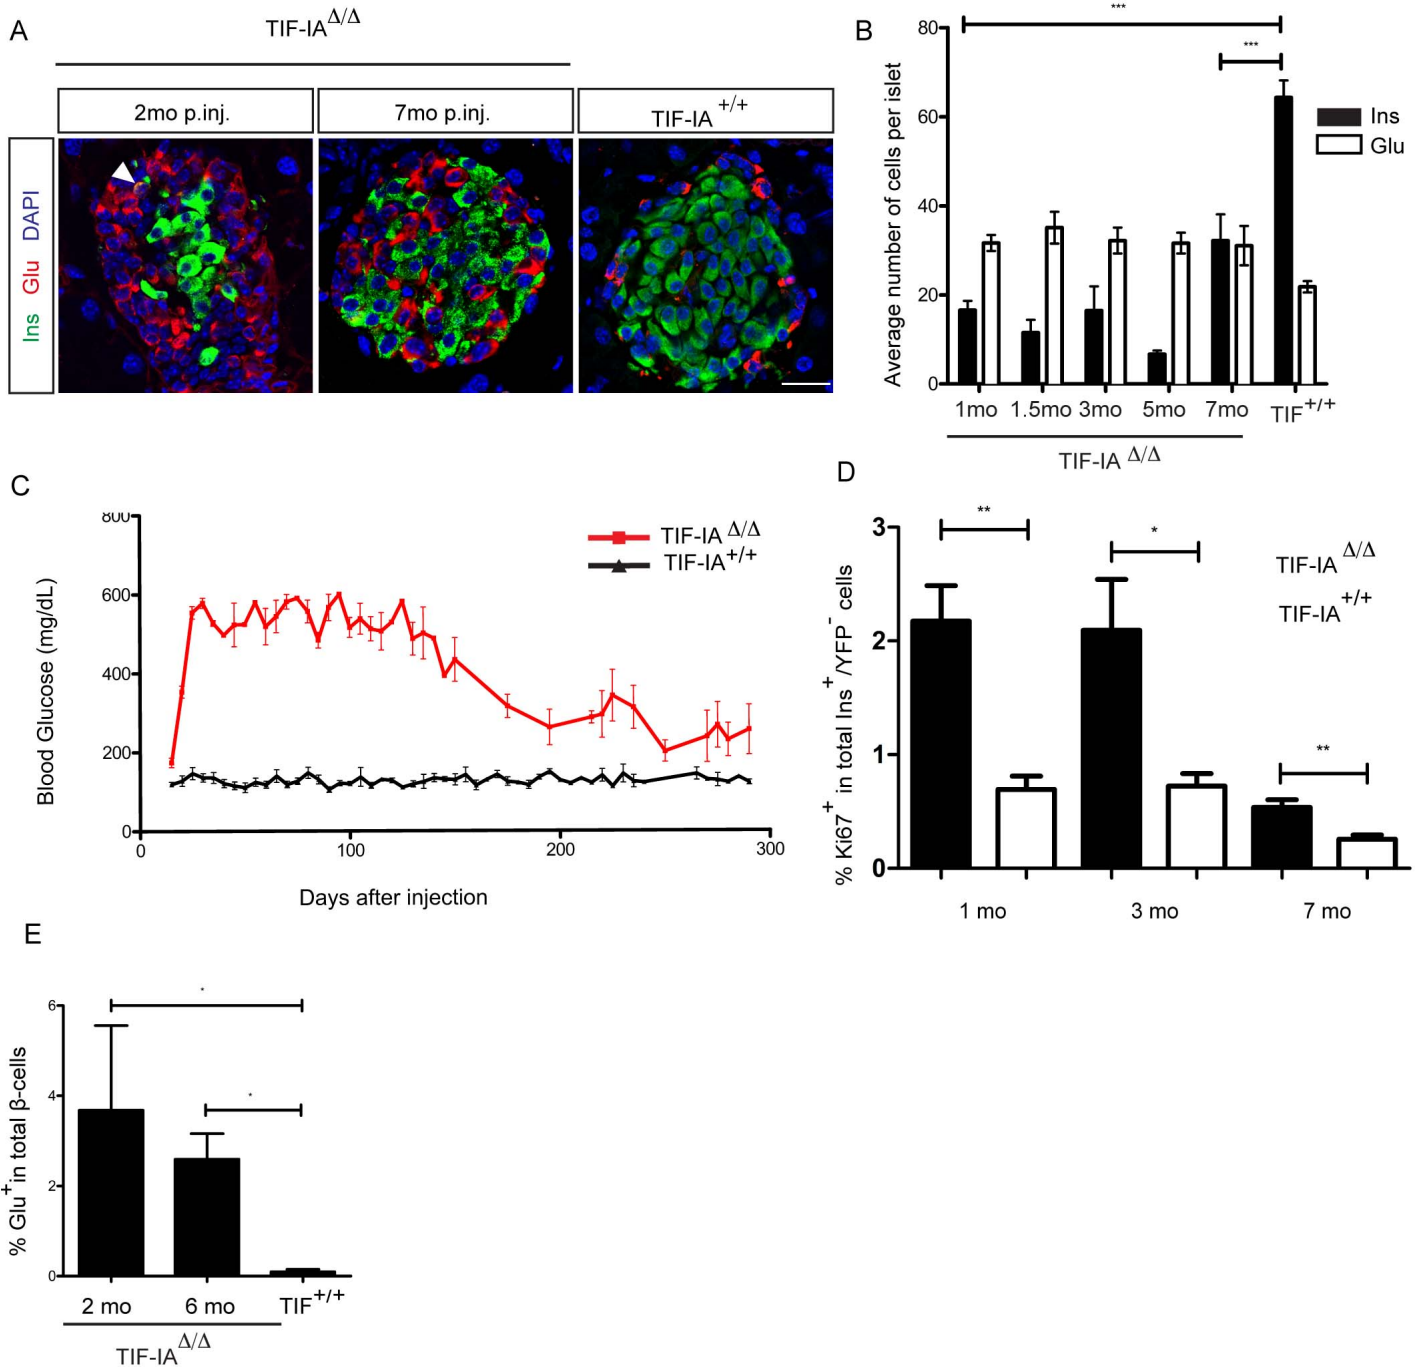 A
TIF-IA Δ/Δ
2mo p.inj.
7mo p.inj.
TIF-IA +/+
Ins Glu DAPI
B
***
***
80
60
40
20
0
Average number of cells per islet
Ins
Glu
1mo 1.5mo 3mo 5mo 7mo TIF+/+
TIF-IA Δ/Δ
C
800
600
400
200
0
Blood Glucose (mg/dL)
TIF-IA Δ/Δ
TIF-IA+/+
0 100 200 300
Days after injection
D
3
2
1
0
% Ki67+ in total Ins+/YFP- cells
**
*
**
TIF-IA Δ/Δ
TIF-IA+/+
1 mo 3 mo 7 mo
E
*
*
6
4
2
0
% Glu+ in total β-cells
2 mo 6 mo TIF+/+
TIF-IA Δ/Δ